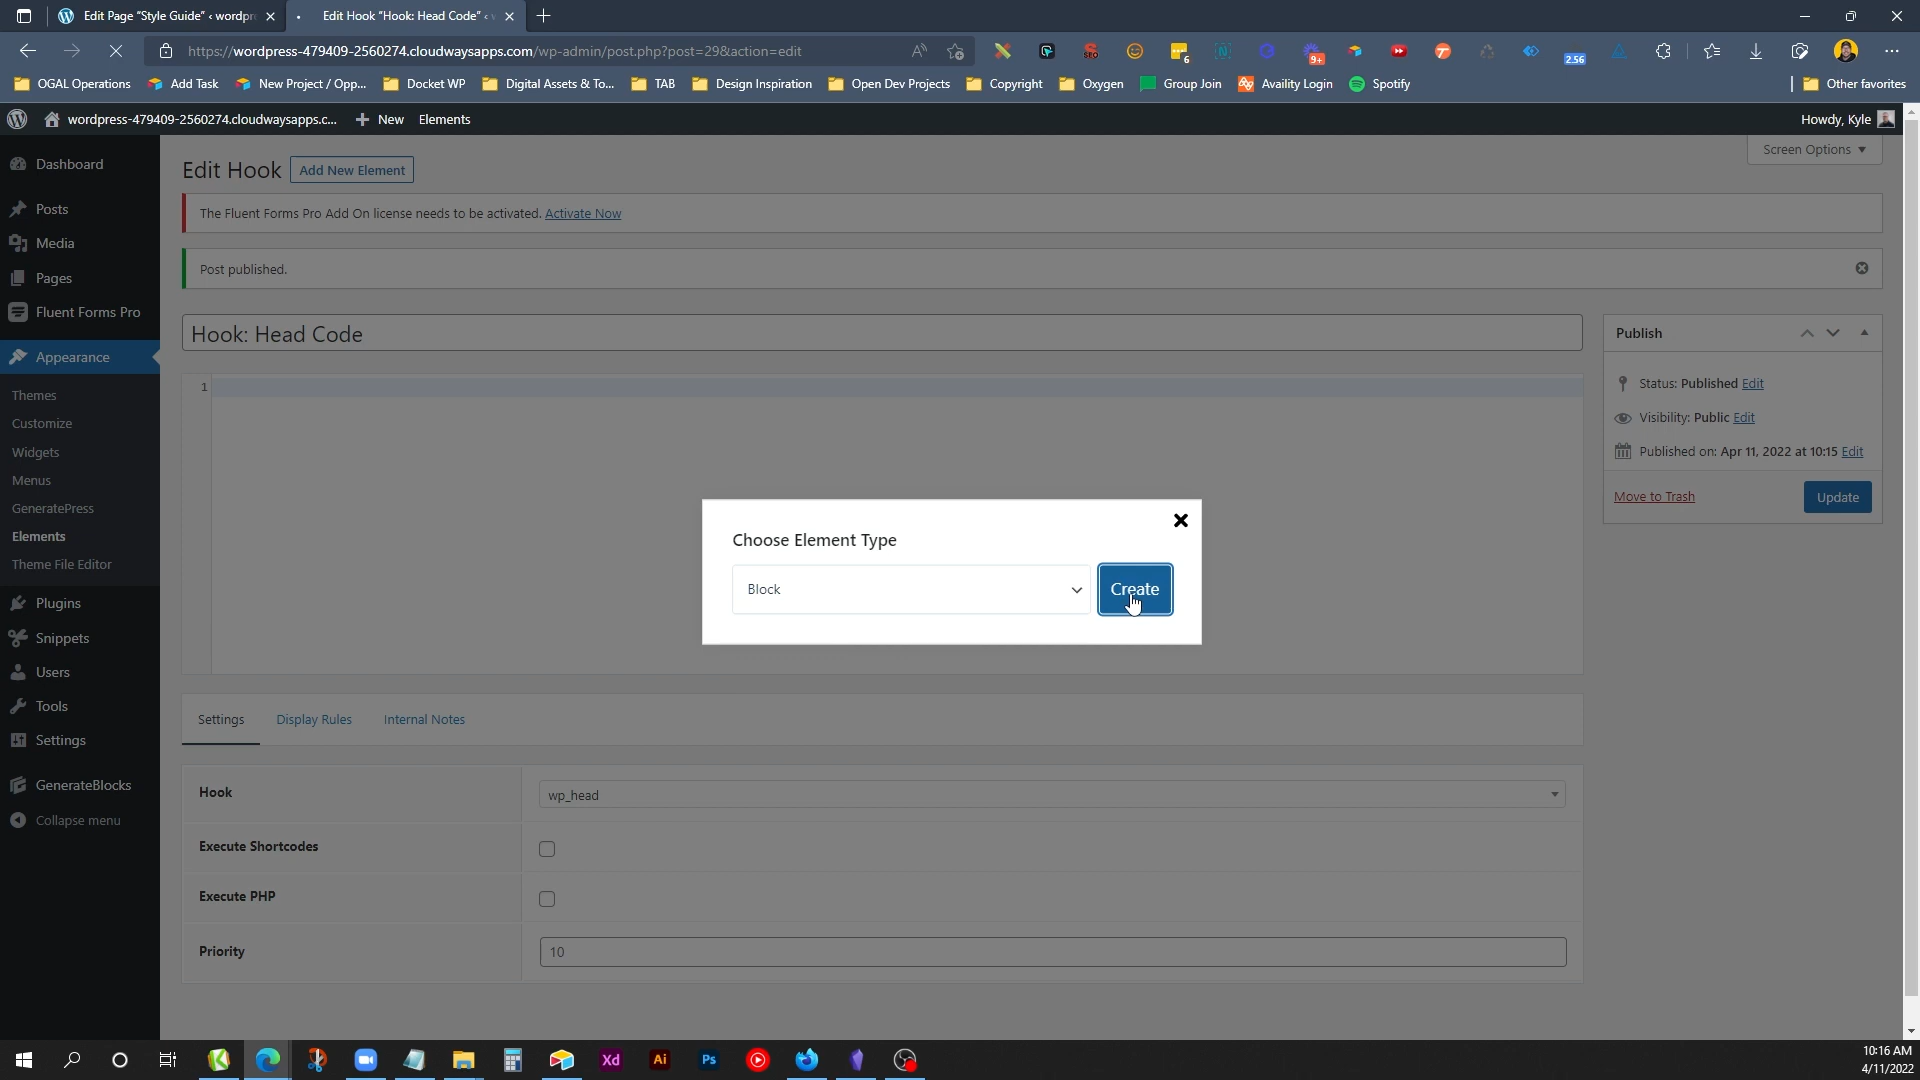 Edit Page "Style Guide" ‹ wordpr
Edit Hook "Hook: Head Code" ‹
https://wordpress-479409-2560274.cloudwaysapps.com/wp-admin/post.php?post=29&action=edit
SEO
6
9+
2.56
OGAL Operations
Add Task
New Project / Opp...
Docket WP
Digital Assets & To...
TAB
Design Inspiration
Open Dev Projects
Copyright
Oxygen
Group Join
Availity Login
Spotify
Other favorites
wordpress-479409-2560274.cloudwaysapps.c...
New
Elements
Howdy, Kyle
Dashboard
Posts
Media
Pages
Fluent Forms Pro
Appearance
Themes
Customize
Widgets
Menus
GeneratePress
Elements
Theme File Editor
Plugins
Snippets
Users
Tools
Settings
GenerateBlocks
Collapse menu
Screen Options
Edit Hook
Add New Element
The Fluent Forms Pro Add On license needs to be activated. Activate Now
Post published.
Hook: Head Code
1
Publish
Status: Published Edit
Visibility: Public Edit
Published on: Apr 11, 2022 at 10:15 Edit
Move to Trash
Update
Choose Element Type
Block
Create
Settings
Display Rules
Internal Notes
Hook
wp_head
Execute Shortcodes
Execute PHP
Priority
10
Xd
Ai
Ps
10:16 AM
4/11/2022